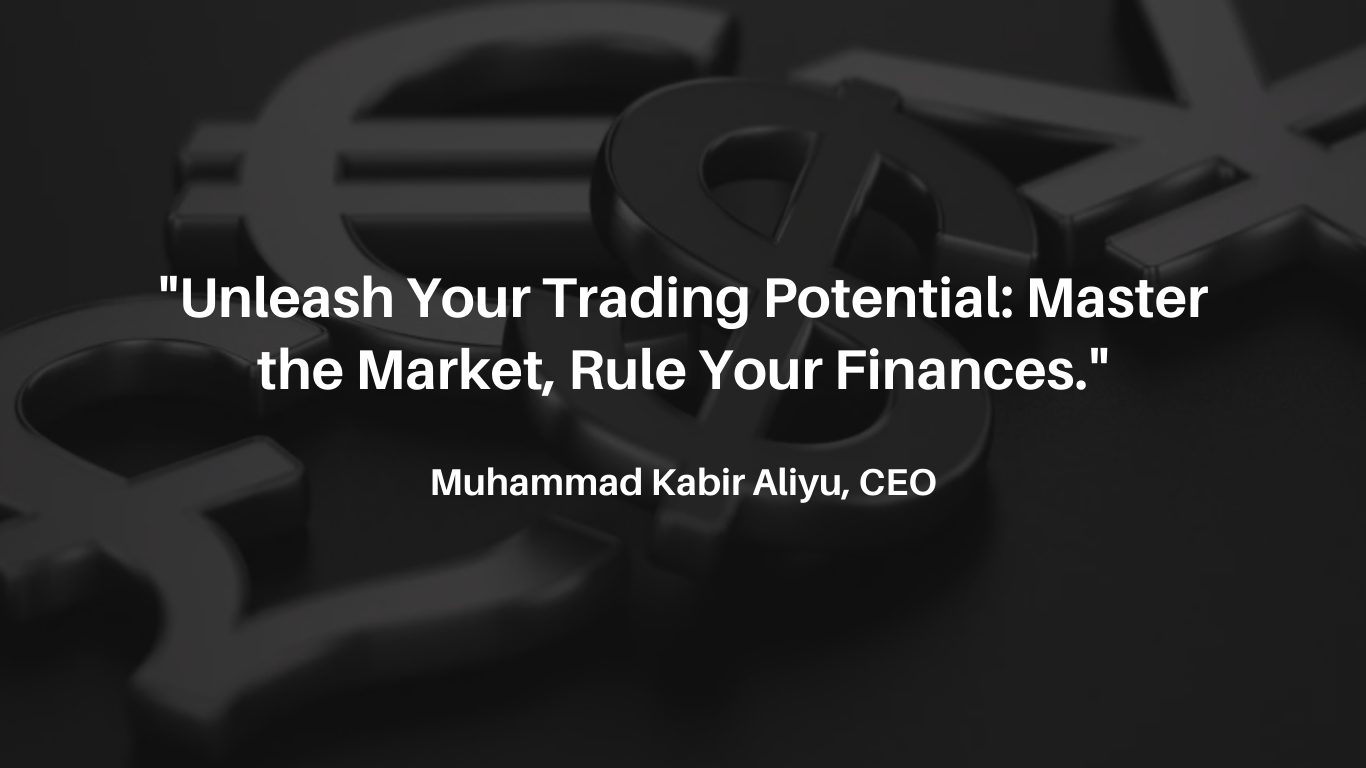 "Unleash Your Trading Potential: Master
the Market, Rule Your Finances."
Muhammad Kabir Aliyu, CEO